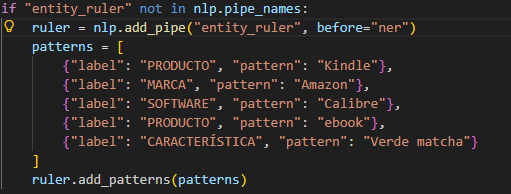 if "entity_ruler" not in nlp.pipe_names:
    ruler = nlp.add_pipe("entity_ruler", before="ner")
    patterns = [
        {"label": "PRODUCTO", "pattern": "Kindle"},
        {"label": "MARCA", "pattern": "Amazon"},
        {"label": "SOFTWARE", "pattern": "Calibre"},
        {"label": "PRODUCTO", "pattern": "ebook"},
        {"label": "CARACTERÍSTICA", "pattern": "Verde matcha"}
    ]
    ruler.add_patterns(patterns)